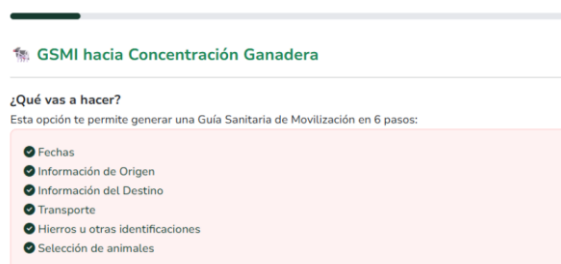 GSMI hacia Concentración Ganadera
¿Qué vas a hacer?
Esta opción te permite generar una Guía Sanitaria de Movilización en 6 pasos:
Fechas
Información de Origen
Información del Destino
Transporte
Hierros u otras identificaciones
Selección de animales